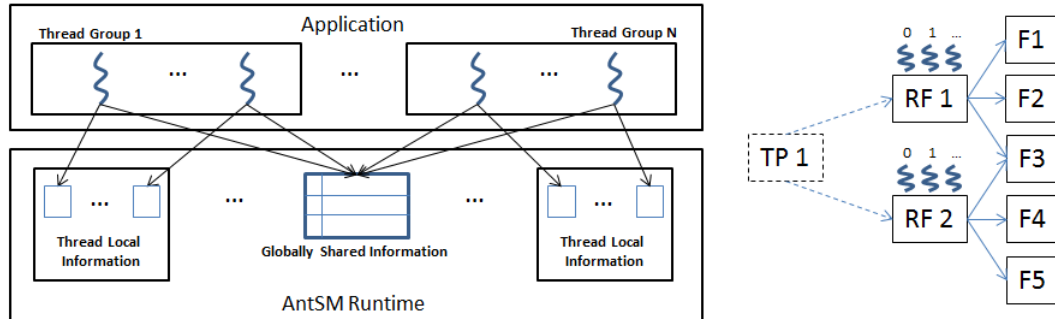 Application
Thread Group 1
Thread Group N
...
...
...
...
...
...
...
Thread Local Information
Globally Shared Information
Thread Local Information
AntSM Runtime
0 1 ...
RF 1
TP 1
0 1 ...
RF 2
F1
F2
F3
F4
F5